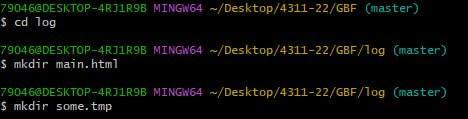 79046@DESKTOP-4RJ1R9B MINGW64 ~/Desktop/4311-22/GBF (master)
$ cd log
79046@DESKTOP-4RJ1R9B MINGW64 ~/Desktop/4311-22/GBF/log (master)
$ mkdir main.html
79046@DESKTOP-4RJ1R9B MINGW64 ~/Desktop/4311-22/GBF/log (master)
$ mkdir some.tmp